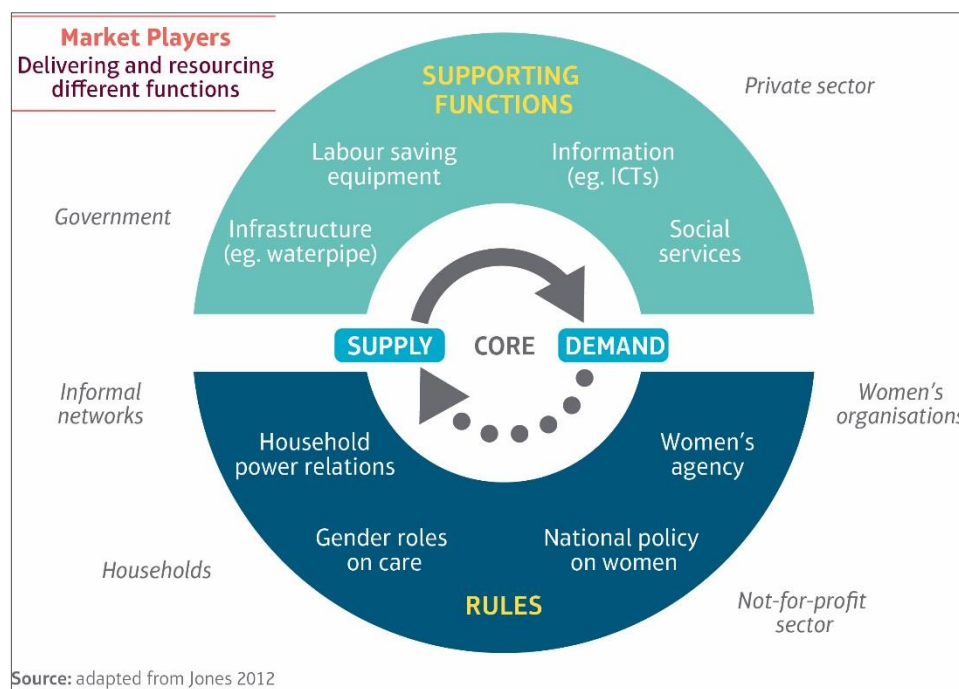 Market Players
Delivering and resourcing
different functions
SUPPORTING
FUNCTIONS
Private sector
Labour saving
equipment
Information
(eg. ICTs)
Government
Infrastructure
(eg. waterpipe)
Social
services
SUPPLY
CORE
DEMAND
Informal
networks
Women's
organisations
Household
power relations
Women's
agency
Gender roles
on care
National policy
on women
Households
RULES
Not-for-profit
sector
Source: adapted from Jones 2012